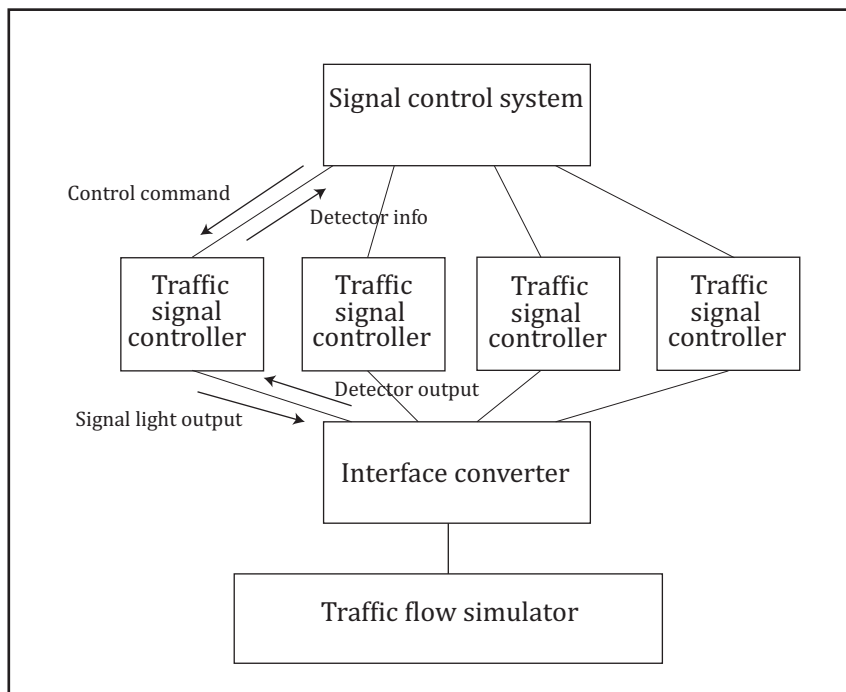 Signal control system
Control command
Detector info
Traffic
signal
controller
Traffic
signal
controller
Traffic
signal
controller
Traffic
signal
controller
Detector output
Signal light output
Interface converter
Traffic flow simulator